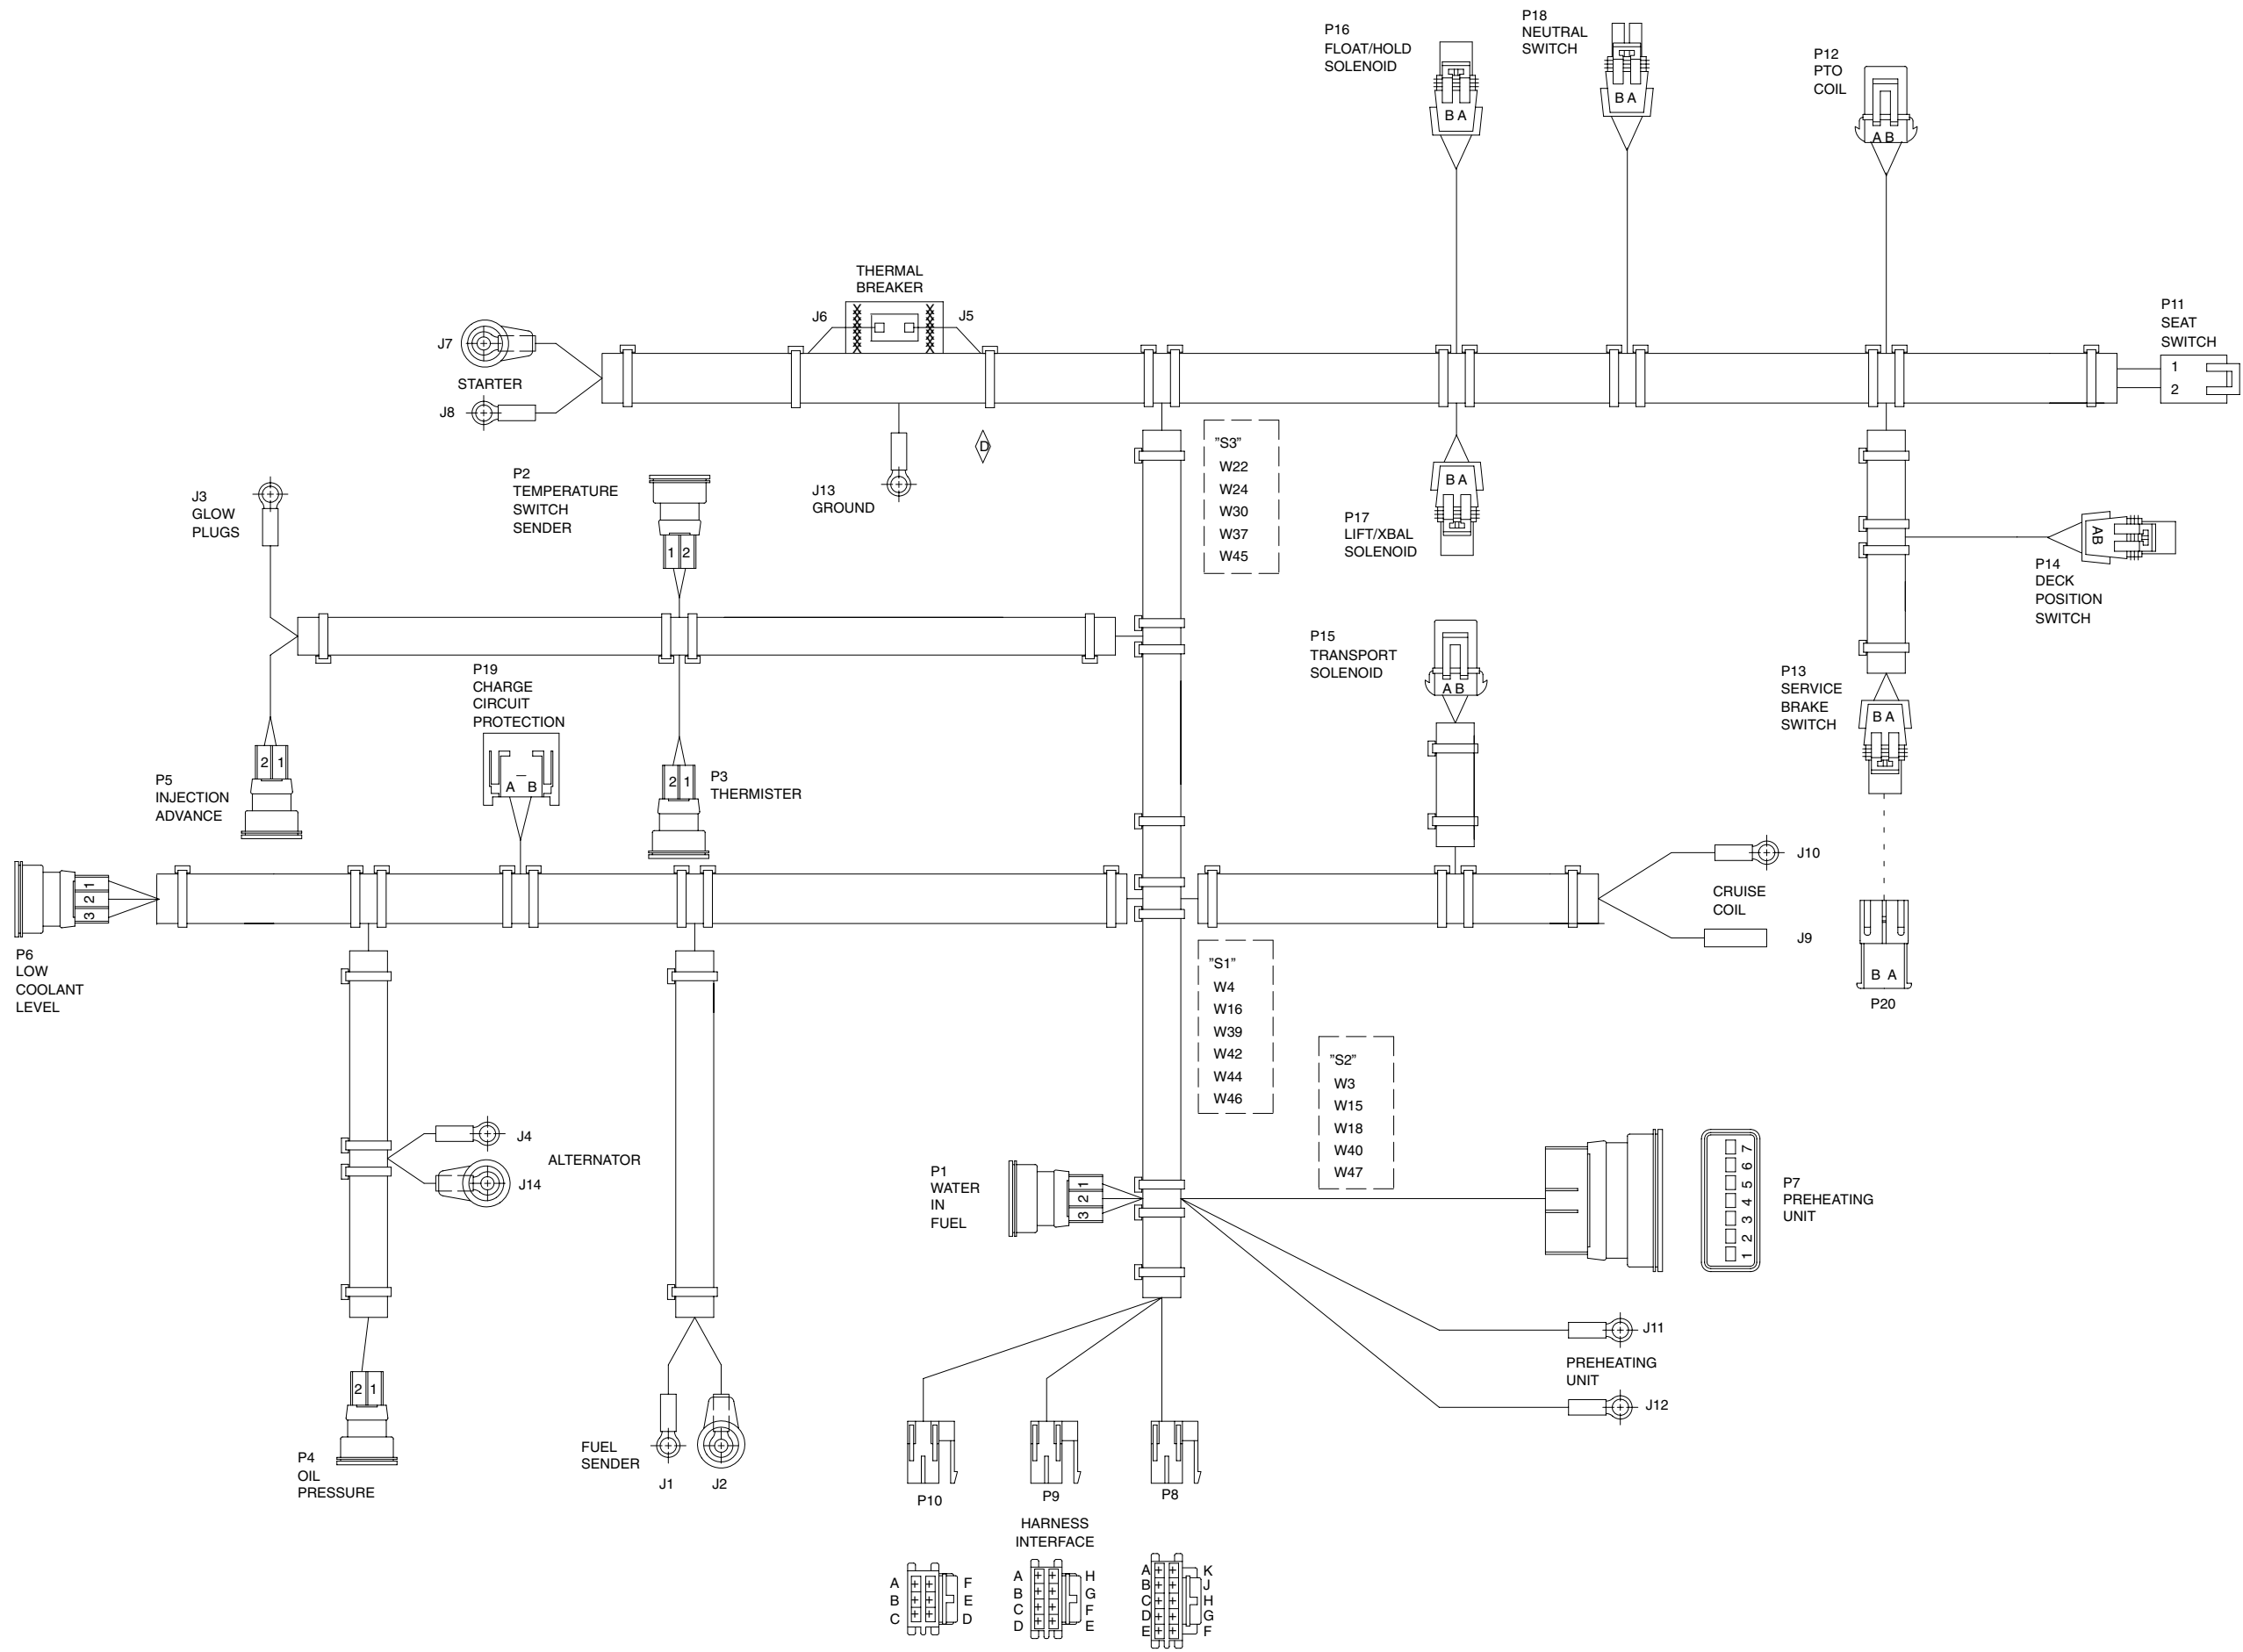 P16
FLOAT/HOLD
SOLENOID
B A
P18
NEUTRAL
SWITCH
B A
P12
PTO
COIL
A B
THERMAL
BREAKER
J6
J5
J7
STARTER
J8
P11
SEAT
SWITCH
1
2
J13
GROUND
D
"S3"
W22
W24
W30
W37
W45
B A
P17
LIFT/XBAL
SOLENOID
J3
GLOW
PLUGS
P2
TEMPERATURE
SWITCH
SENDER
1 2
AB
P14
DECK
POSITION
SWITCH
P15
TRANSPORT
SOLENOID
A B
P13
SERVICE
BRAKE
SWITCH
B A
P19
CHARGE
CIRCUIT
PROTECTION
A B
P5
INJECTION
ADVANCE
2 1
2 1
P3
THERMISTER
J10
CRUISE
COIL
J9
1
2
3
P6
LOW
COOLANT
LEVEL
B A
P20
"S1"
W4
W16
W39
W42
W44
W46
"S2"
W3
W15
W18
W40
W47
J4
ALTERNATOR
J14
P1
WATER
IN
FUEL
1
2
3
7
6
5
4
3
2
1
P7
PREHEATING
UNIT
J11
PREHEATING
UNIT
J12
2 1
P4
OIL
PRESSURE
FUEL
SENDER
J1
J2
P10
P9
P8
HARNESS
INTERFACE
A F
B E
C D
A H
B G
C F
D E
A K
B J
C H
D G
E F